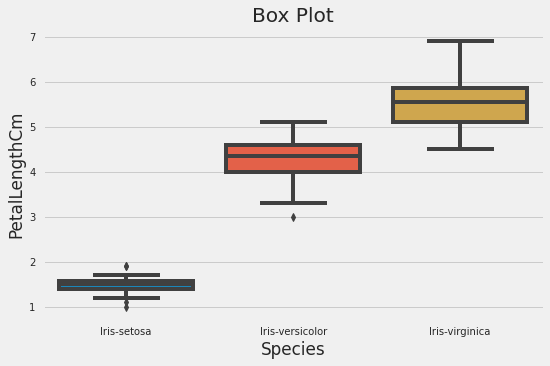 Box Plot
7
6
5
4
3
2
1
PetalLengthCm
Iris-setosa
Iris-versicolor
Iris-virginica
Species